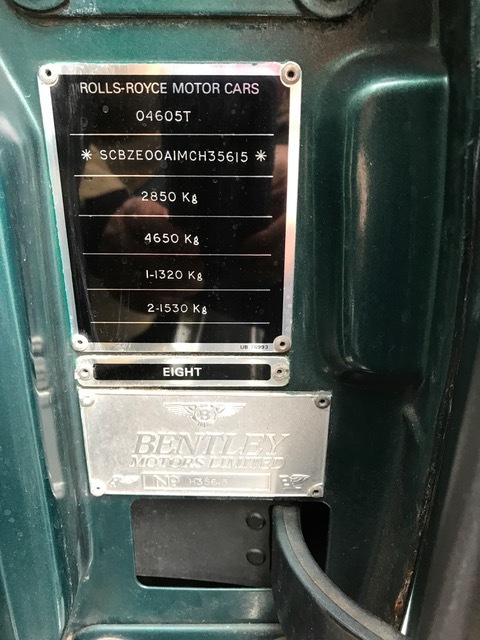 ROLLS-ROYCE MOTOR CARS
04605T
* SCBZE00A1MCH35615 *
2850 Kg
4650 Kg
1-1320 Kg
2-1530 Kg
EIGHT
B
BENTLEY
MOTORS LIMITED
Nº